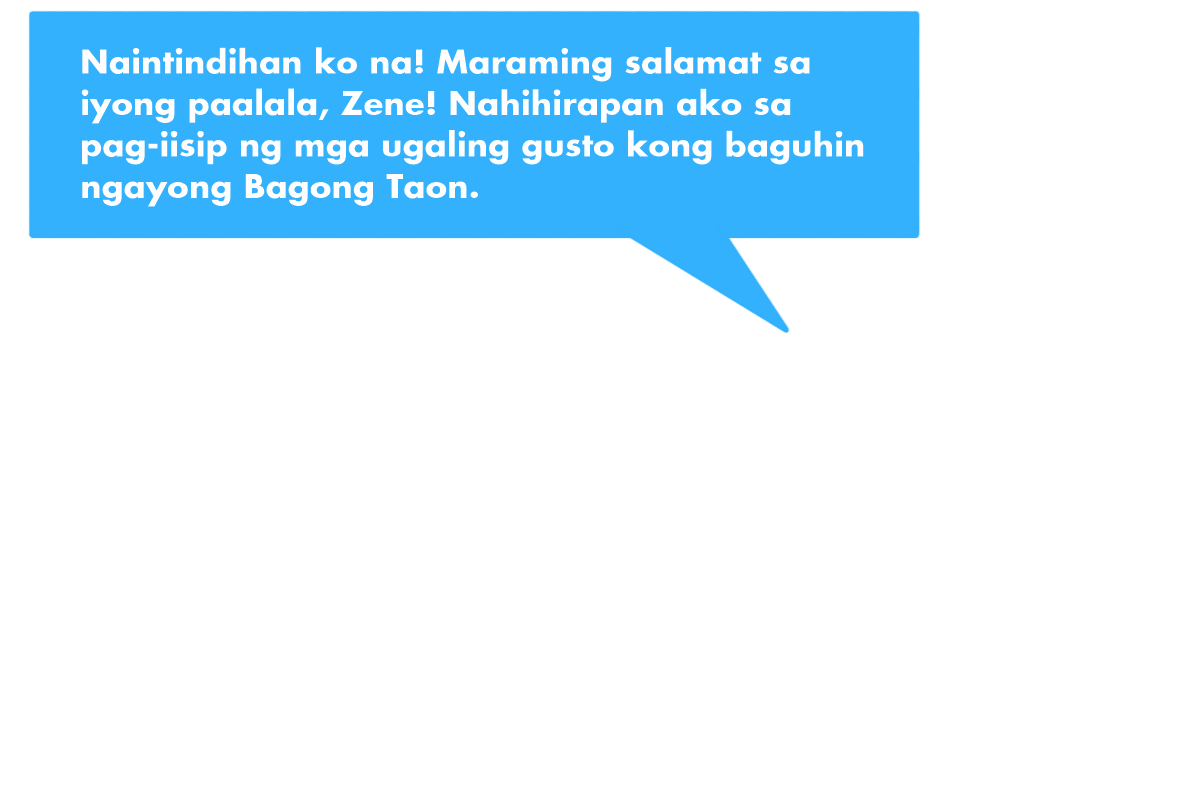 Naintindihan ko na! Maraming salamat sa
iyong paalala, Zene! Nahihirapan ako sa
pag-iisip ng mga ugaling gusto kong baguhin
ngayong Bagong Taon.